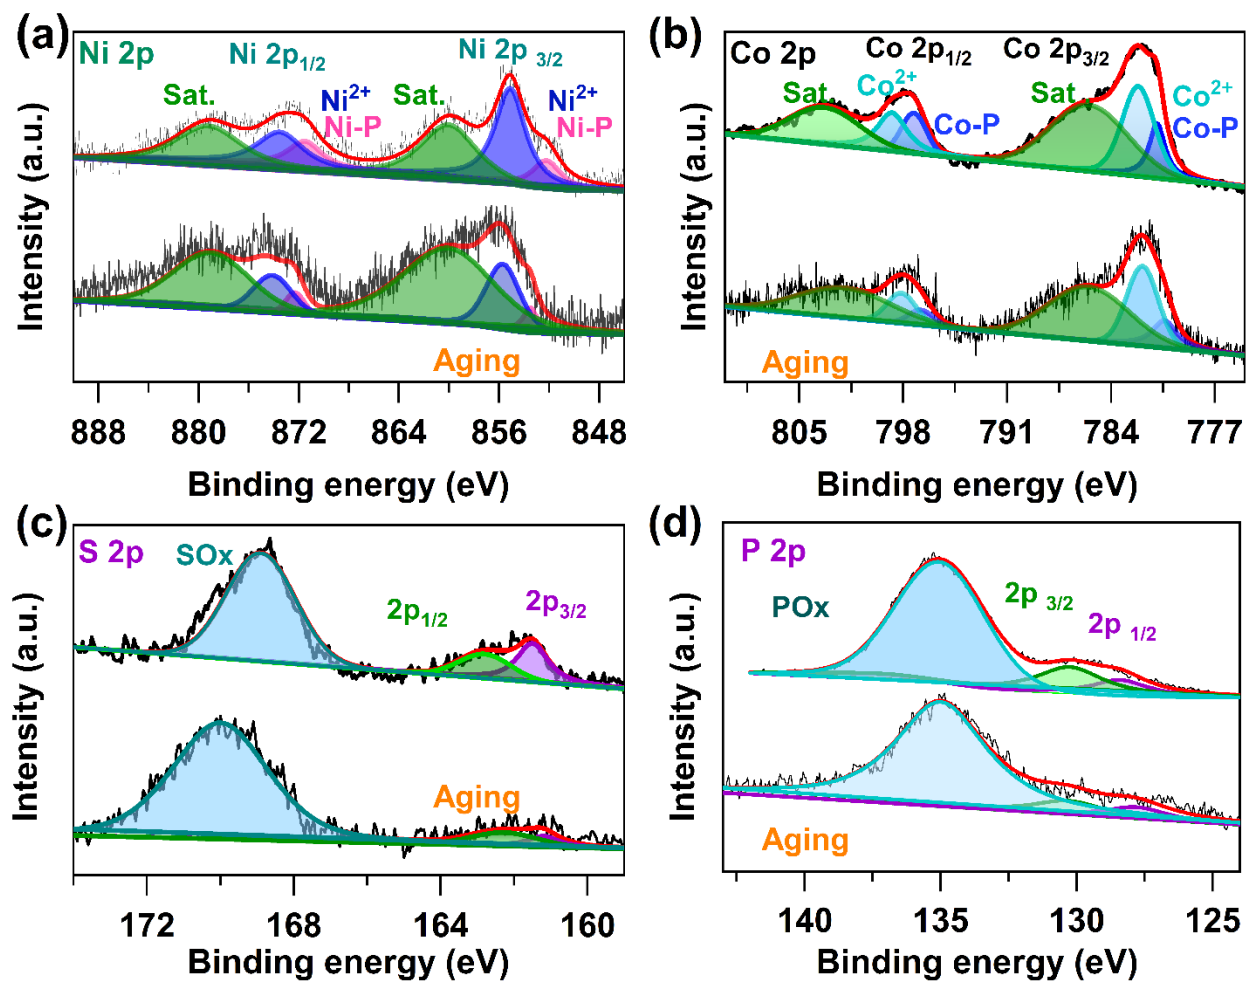 (a)
Ni 2p
Ni 2p1/2
Ni 2p 3/2
Sat.
Ni2+
Ni-P
Sat.
Ni2+
Ni-P
Aging
Intensity (a.u.)
888 880 872 864 856 848
Binding energy (eV)
(b)
Co 2p
Co 2p1/2
Co 2p3/2
Sat.
Co2+
Co-P
Sat.
Co2+
Co-P
Aging
Intensity (a.u.)
805 798 791 784 777
Binding energy (eV)
(c)
S 2p
SOx
2p1/2
2p3/2
Aging
Intensity (a.u.)
172 168 164 160
Binding energy (eV)
(d)
P 2p
POx
2p 3/2
2p 1/2
Aging
Intensity (a.u.)
140 135 130 125
Binding energy (eV)